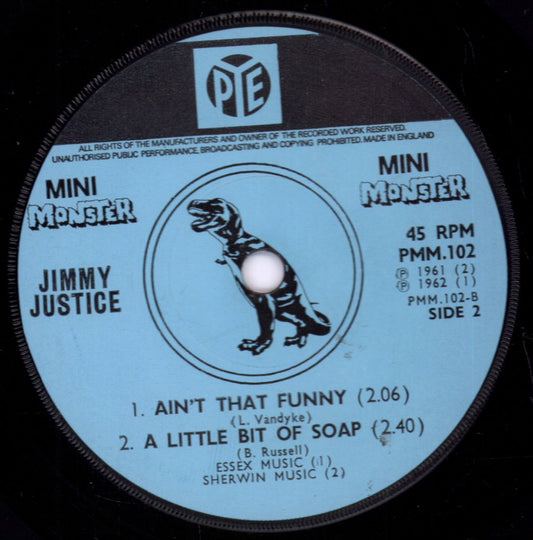 PYE
ALL RIGHTS OF THE MANUFACTURERS AND OWNER OF THE RECORDED WORK RESERVED.
UNAUTHORISED PUBLIC PERFORMANCE, BROADCASTING AND COPYING PROHIBITED. MADE IN ENGLAND
MINI
MONSTER
MINI
MONSTER
JIMMY
JUSTICE
45 RPM
PMM.102
Ⓟ 1961 (2)
Ⓟ 1962 (1)
PMM.102-B
SIDE 2
1. AIN'T THAT FUNNY (2.06)
(L. Vandyke)
2. A LITTLE BIT OF SOAP (2.40)
(B. Russell)
ESSEX MUSIC (1)
SHERWIN MUSIC (2)